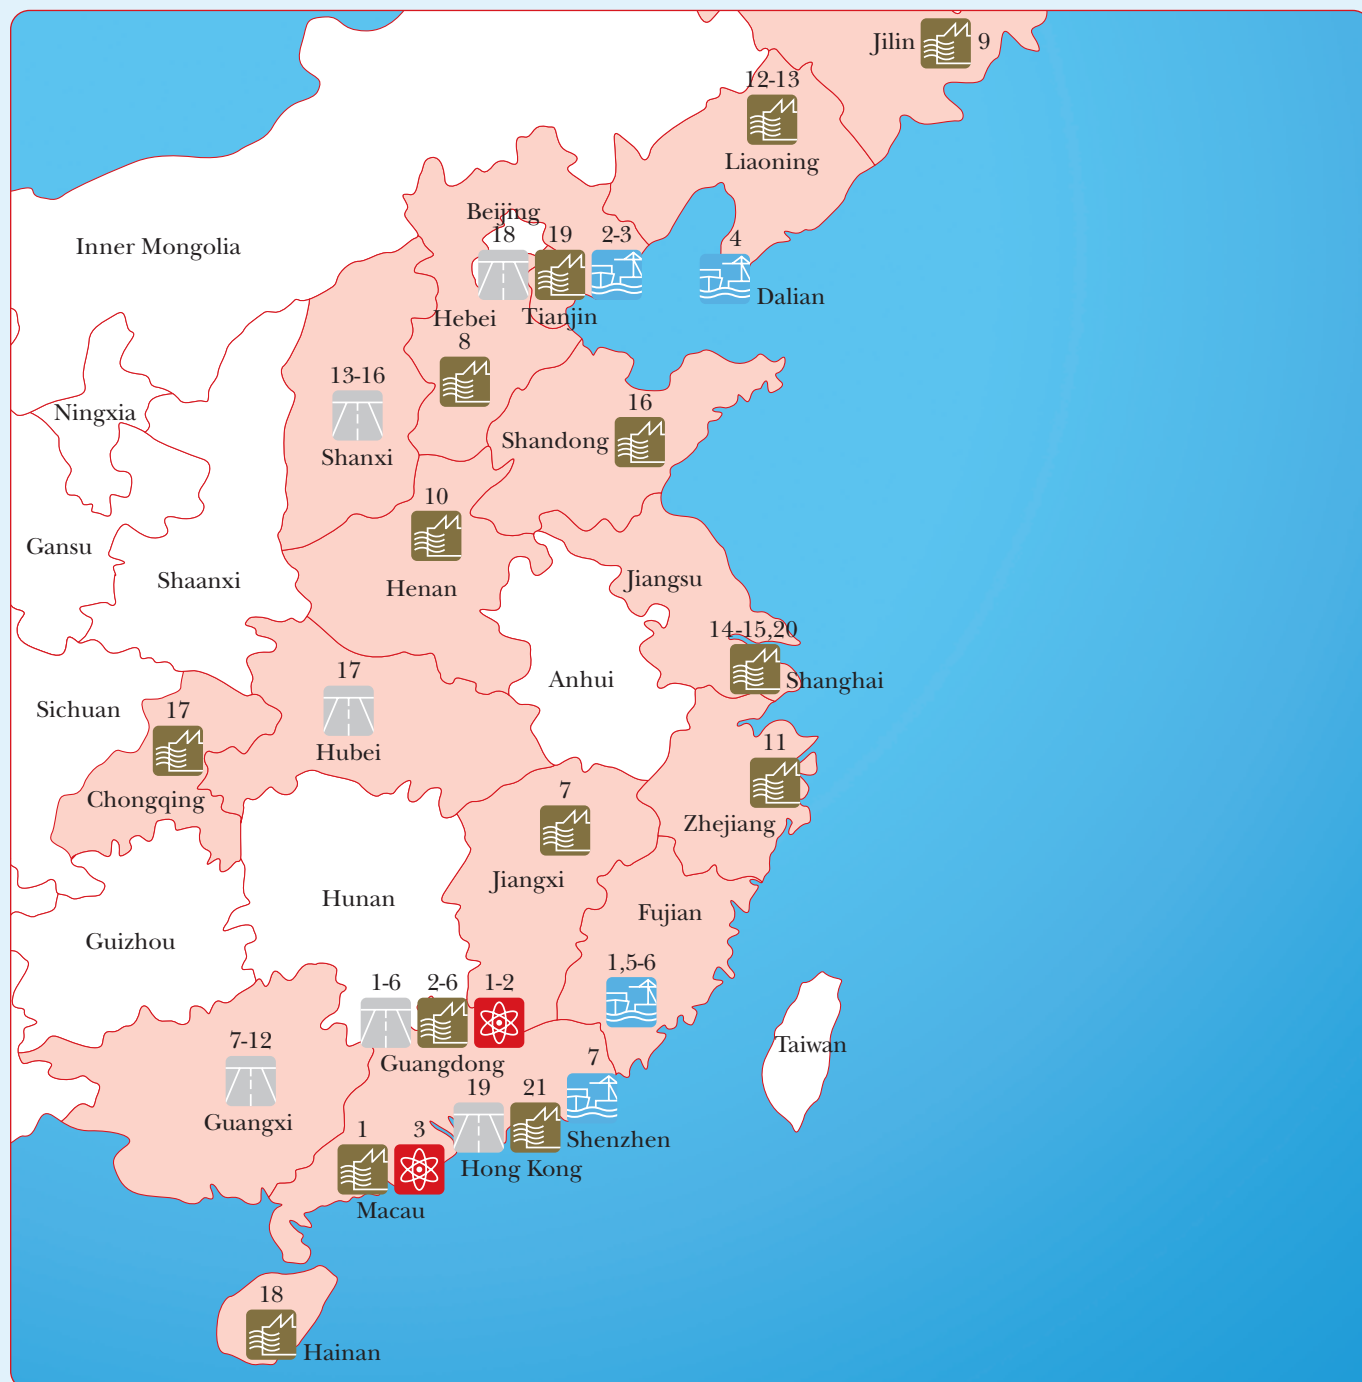 Jilin 9
12-13
Liaoning
Beijing
18
19
2-3
4
Inner Mongolia
Dalian
Hebei
Tianjin
8
13-16
Ningxia
16
Shandong
Shanxi
10
Gansu
Shaanxi
Henan
Jiangsu
14-15,20
Shanghai
17
Anhui
Sichuan
17
Hubei
11
Chongqing
7
Zhejiang
Jiangxi
Hunan
Fujian
Guizhou
1,5-6
1-6
2-6
1-2
7-12
Guangdong
Taiwan
7
19
21
Guangxi
1
3
Shenzhen
Hong Kong
Macau
18
Hainan